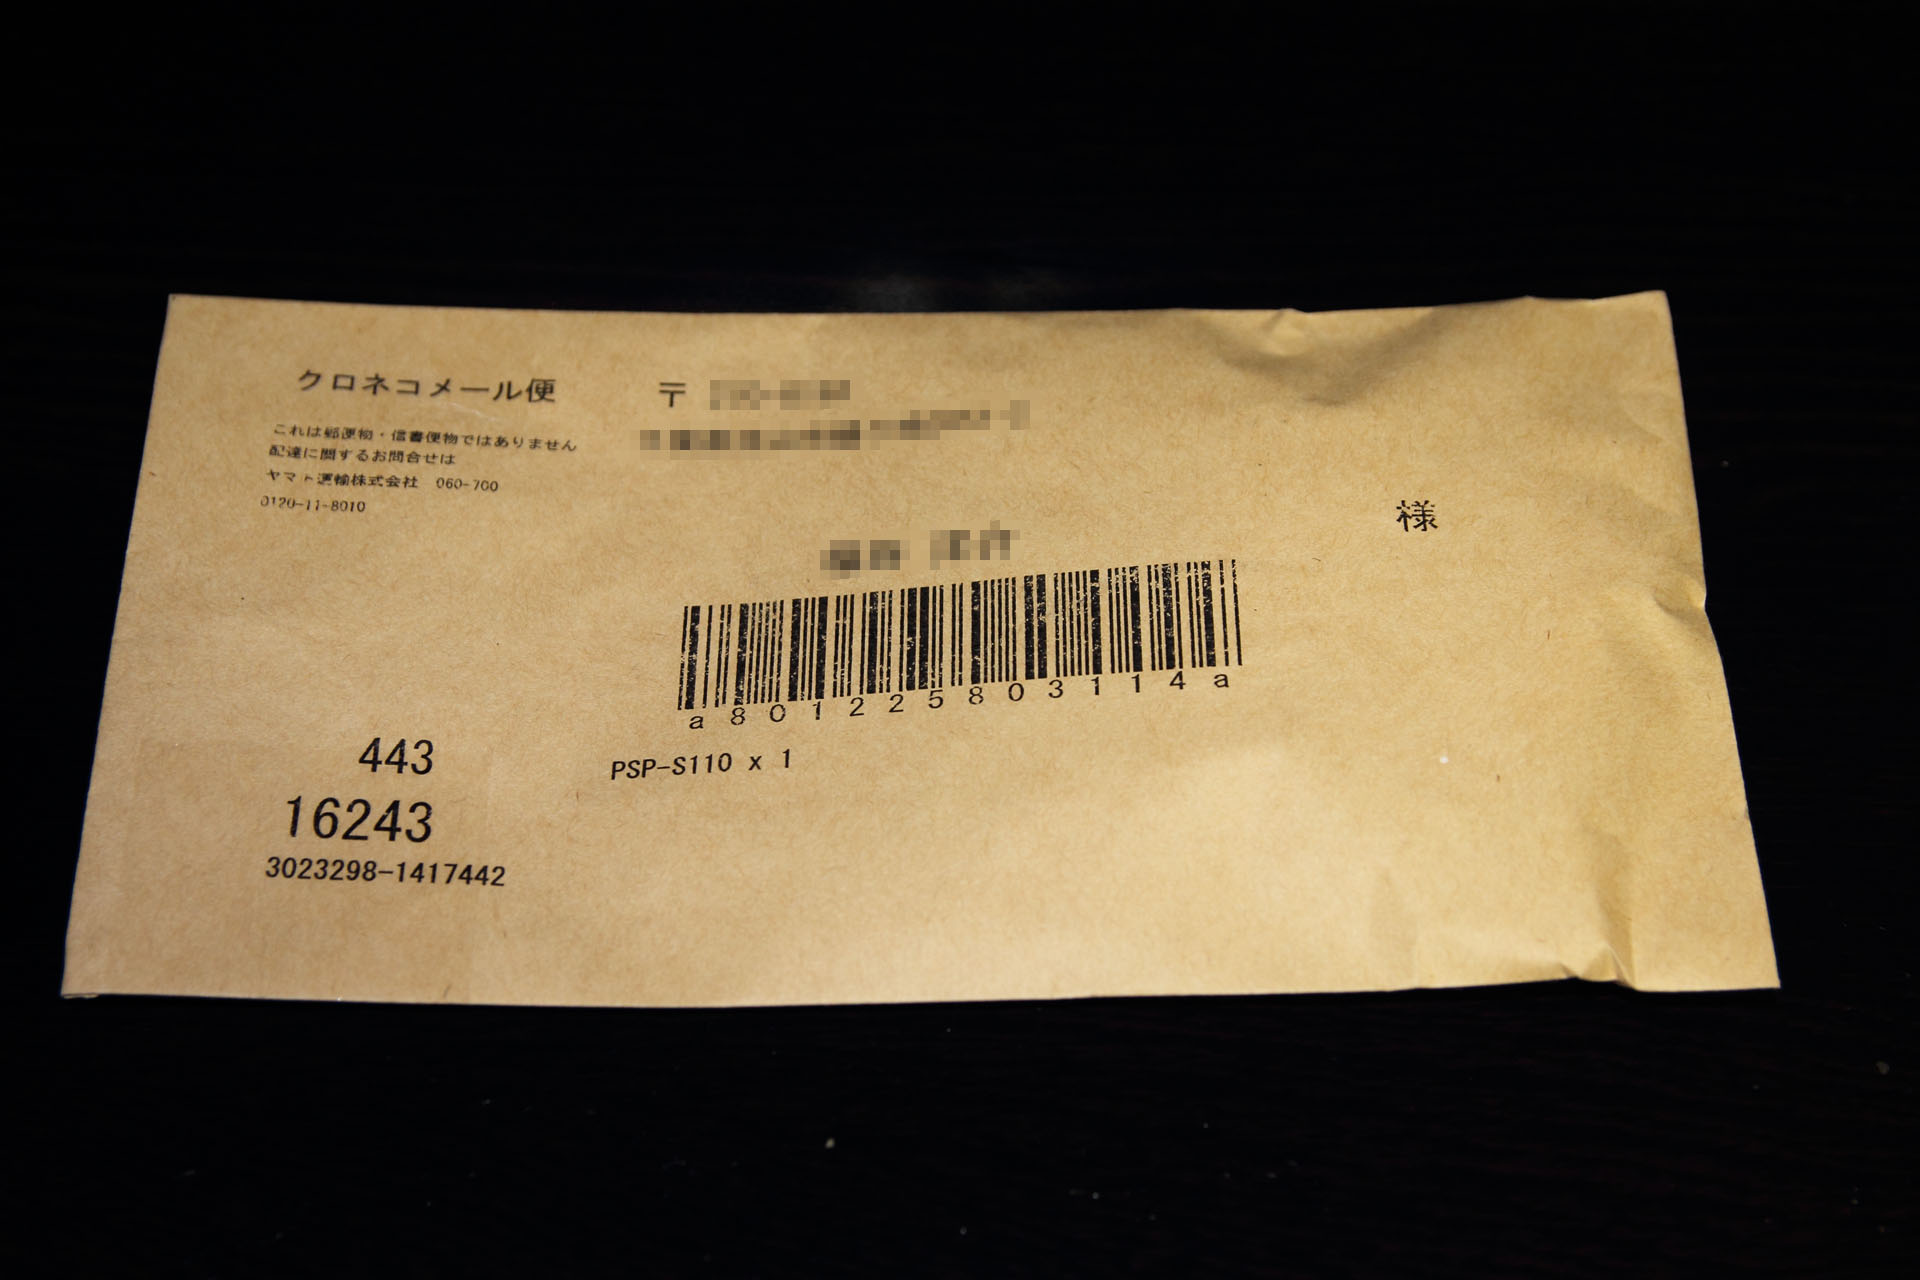 クロネコメール便
これは郵便物・信書便物ではありません
配達に関するお問合せは
ヤマト運輸株式会社 060-700
0120-11-8010
〒
様
a801225803114a
PSP-S110 x 1
443
16243
3023298-1417442